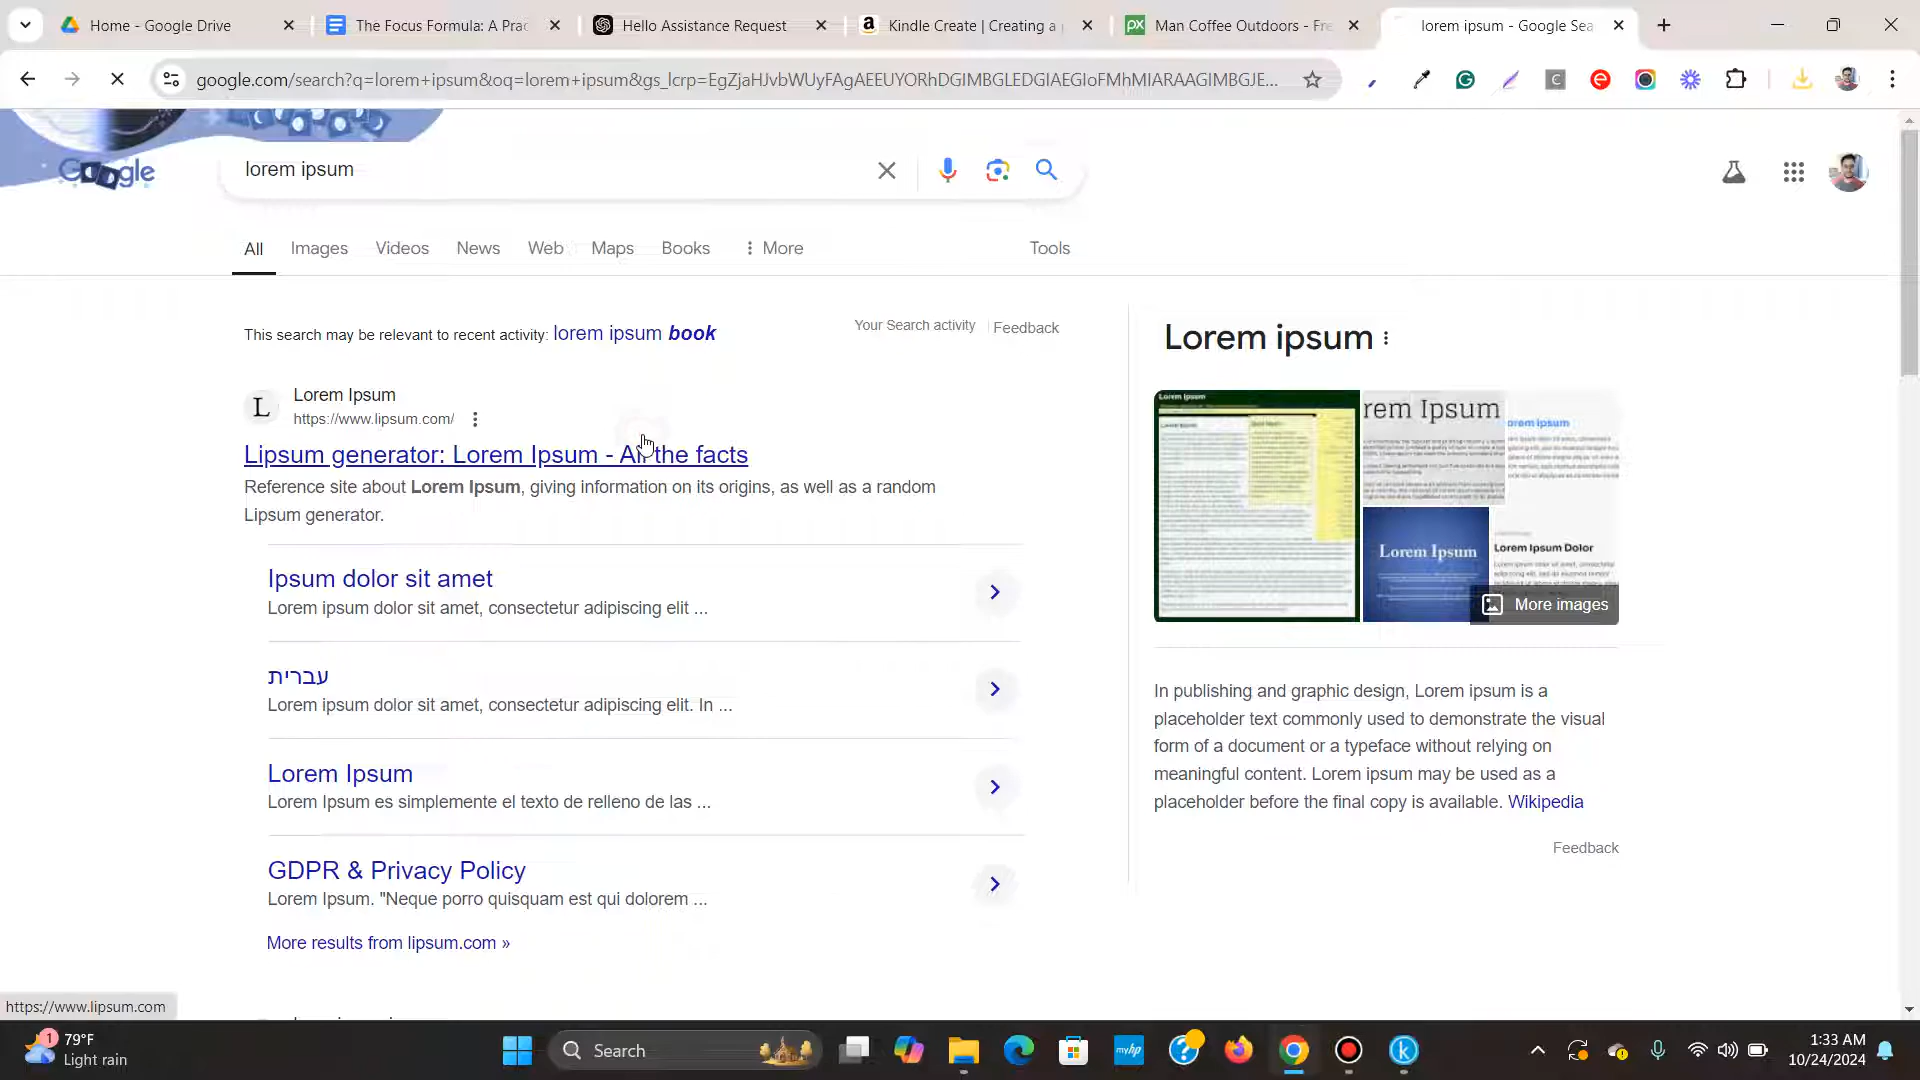 Home - Google Drive
The Focus Formula: A Prac
Hello Assistance Request
Kindle Create | Creating a
Man Coffee Outdoors - Fre
lorem ipsum - Google Sea
google.com/search?q=lorem+ipsum&oq=lorem+ipsum&gs_lcrp=EgZjaHJvbWUyFAgAEEUYORhDGIMBGLEDGIAEGIoFMhMIARAAGIMBGJE...
Google
lorem ipsum
All
Images
Videos
News
Web
Maps
Books
More
Tools
This search may be relevant to recent activity: lorem ipsum book
Your Search activity
Feedback
L
Lorem Ipsum
https://www.lipsum.com/
Lipsum generator: Lorem Ipsum - All the facts
Reference site about Lorem Ipsum, giving information on its origins, as well as a random
Lipsum generator.
Ipsum dolor sit amet
Lorem ipsum dolor sit amet, consectetur adipiscing elit ...
עברית
Lorem ipsum dolor sit amet, consectetur adipiscing elit. In ...
Lorem Ipsum
Lorem Ipsum es simplemente el texto de relleno de las ...
GDPR & Privacy Policy
Lorem Ipsum. "Neque porro quisquam est qui dolorem ...
More results from lipsum.com »
Lorem ipsum
Lorem Ipsum
rem Ipsum
orem Ipsum
Lorem Ipsum
Lorem Ipsum Dolor
More images
In publishing and graphic design, Lorem ipsum is a
placeholder text commonly used to demonstrate the visual
form of a document or a typeface without relying on
meaningful content. Lorem ipsum may be used as a
placeholder before the final copy is available. Wikipedia
Feedback
https://www.lipsum.com
1
79°F
Light rain
Search
myhp
1:33 AM
10/24/2024